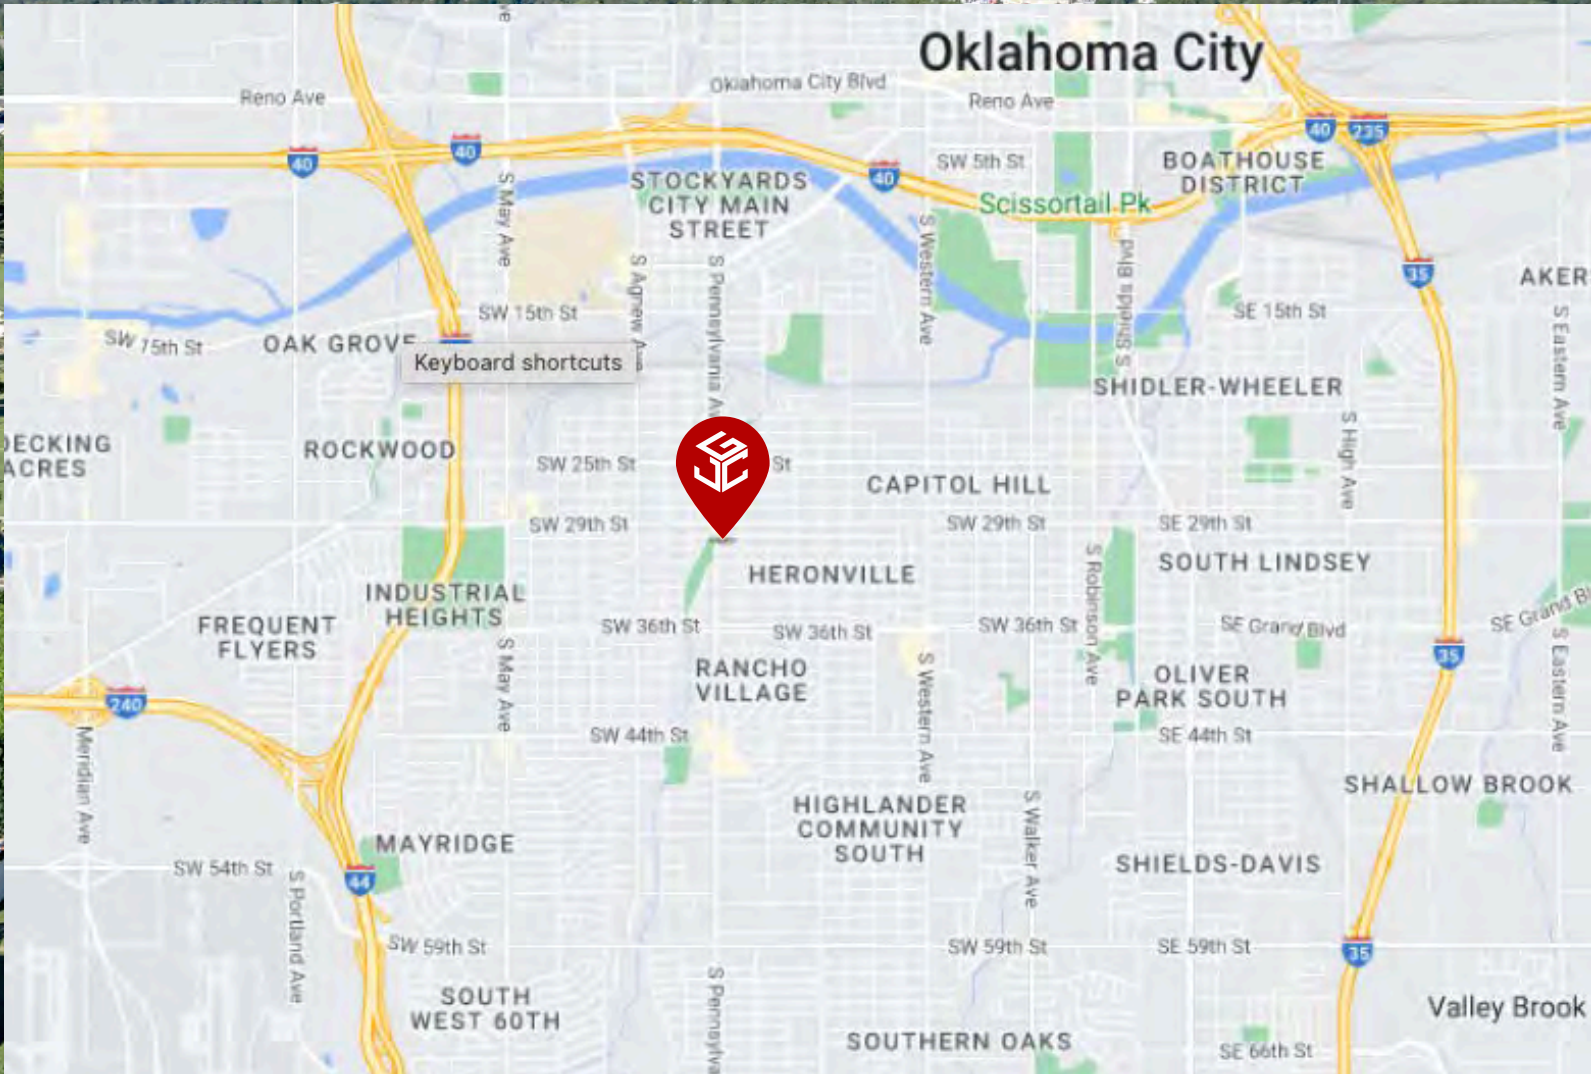 Oklahoma City
Oklahoma City Blvd
Reno Ave
Reno Ave
40
235
40
40
SW 5th St
BOATHOUSE
DISTRICT
40
STOCKYARDS
CITY MAIN
STREET
Scissortail Pk
S May Ave
S Western Ave
S Agnew
S Pennsylvania
S Shields Blvd
35
AKER
SW 15th St
SE 15th St
S Eastern Ave
SW 15th St
OAK GROVE
Keyboard shortcuts
SHIDLER-WHEELER
DECKING
ACRES
ROCKWOOD
SW 25th St
St
CAPITOL HILL
S High Ave
SW 29th St
SW 29th St
SE 29th St
SOUTH LINDSEY
HERONVILLE
S Robinson Ave
INDUSTRIAL
HEIGHTS
FREQUENT
FLYERS
SW 36th St
SW 36th St
SW 36th St
SE Grand Blvd
SE Grand
35
S May Ave
RANCHO
VILLAGE
S Western Ave
OLIVER
PARK SOUTH
S Eastern Ave
240
SW 44th St
SE 44th St
Meridian Ave
SHALLOW BROOK
HIGHLANDER
COMMUNITY
SOUTH
S Walker Ave
MAYRIDGE
SHIELDS-DAVIS
SW 54th St
44
S Portland Ave
SW 59th St
SW 59th St
SE 59th St
35
SOUTH
WEST 60TH
S Pennsylva
Valley Brook
SOUTHERN OAKS
SE 66th St